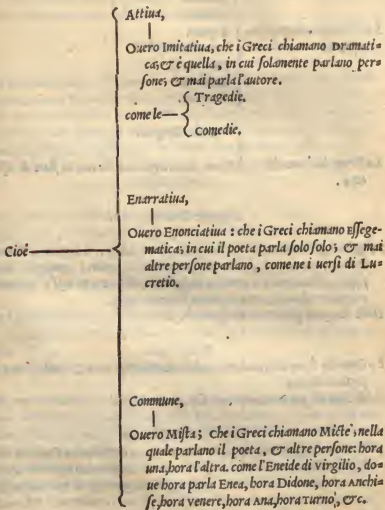 Attiua,
Ouero Imitatiua, che i Greci chiamano Dramati=
ca; & è quella, in cui solamente parlano per=
sone; & mai parla l'autore.
Tragedie.
come le
Comedie.
Enarratiua,
Ouero Enonciatiua : che i Greci chiamano Essege=
matica; in cui il poeta parla solo solo; & mai
altre persone parlano, come ne i uersi di Lu=
cretio.
Cioé
Commune,
Ouero Mista; che i Greci chiamano Micte, nella
quale parlano il poeta, & altre persone: hora
una, hora l'altra. come l'Eneide di virgilio, do=
ue hora parla Enea, hora Didone, hora Anchi=
se, hora venere, hora Ana, hora Turno, &c.